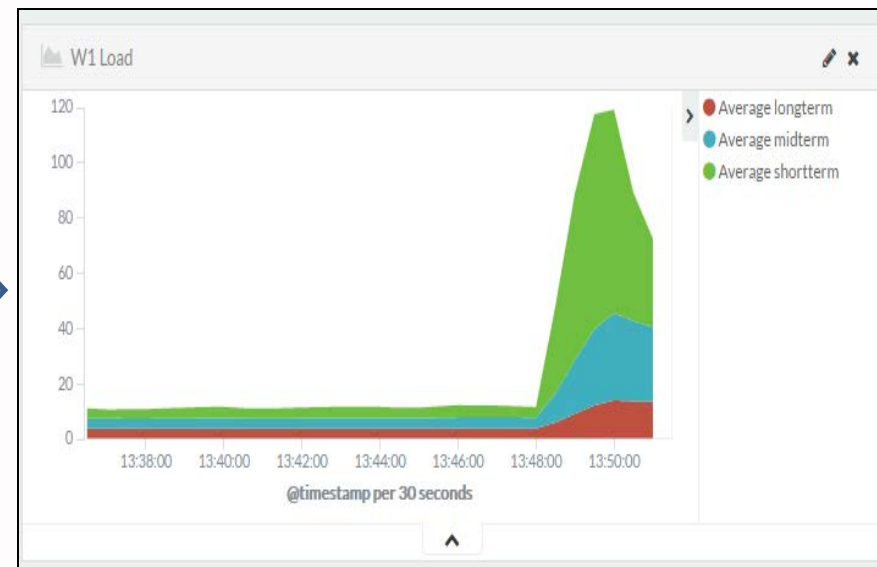 W1 Load
120
100
80
60
40
20
0
13:38:00 13:40:00 13:42:00 13:44:00 13:46:00 13:48:00 13:50:00
@timestamp per 30 seconds
Average longterm
Average midterm
Average shortterm